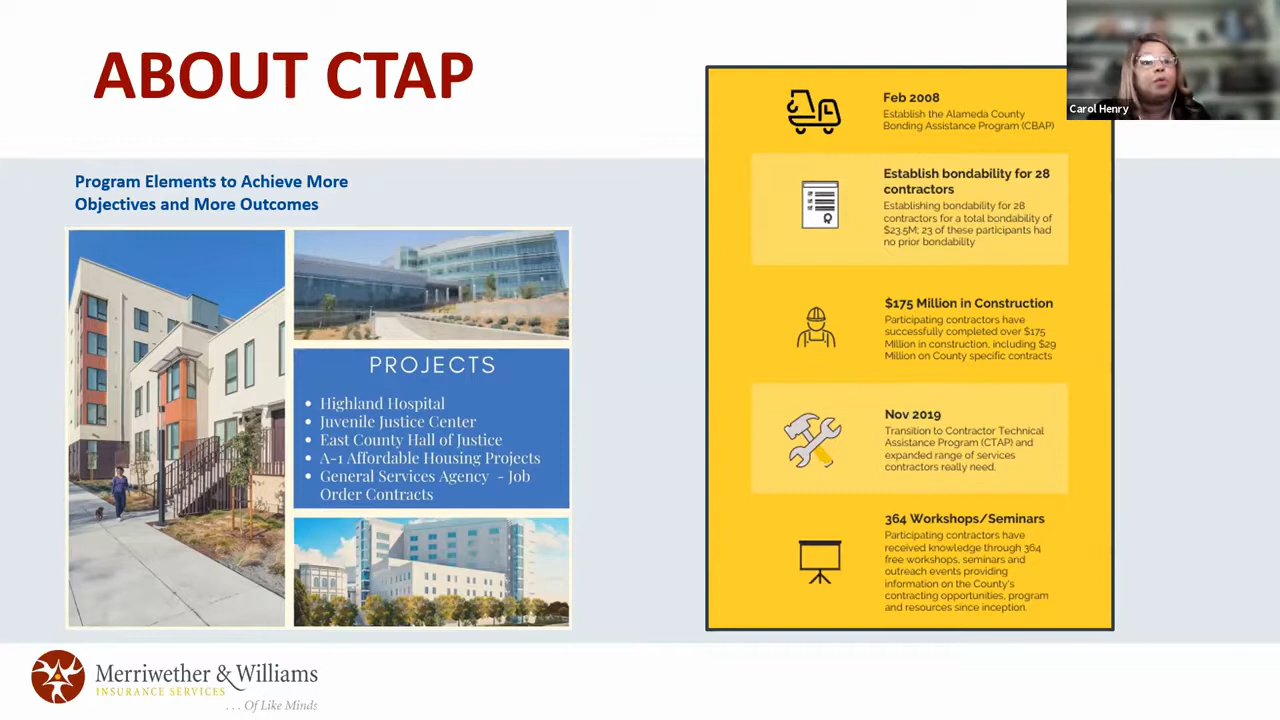 ABOUT CTAP
Carol Henry
Program Elements to Achieve More
Objectives and More Outcomes
PROJECTS
• Highland Hospital
• Juvenile Justice Center
• East County Hall of Justice
• A-1 Affordable Housing Projects
• General Services Agency - Job
Order Contracts
Feb 2008
Establish the Alameda County
Bonding Assistance Program (CBAP)
Establish bondability for 28
contractors
Establishing bondability for 28
contractors for a total bondability of
$23.5M; 23 of these participants had
no prior bondability
$175 Million in Construction
Participating contractors have
successfully completed over $175
Million in construction, including $29
Million on County specific contracts
Nov 2019
Transition to Contractor Technical
Assistance Program (CTAP) and
expanded range of services
contractors really need.
364 Workshops/Seminars
Participating contractors have
received knowledge through 364
free workshops, seminars and
outreach events providing
information on the County's
contracting opportunities, program
and resources since inception.
Merriwether & Williams
INSURANCE SERVICES
. . . Of Like Minds